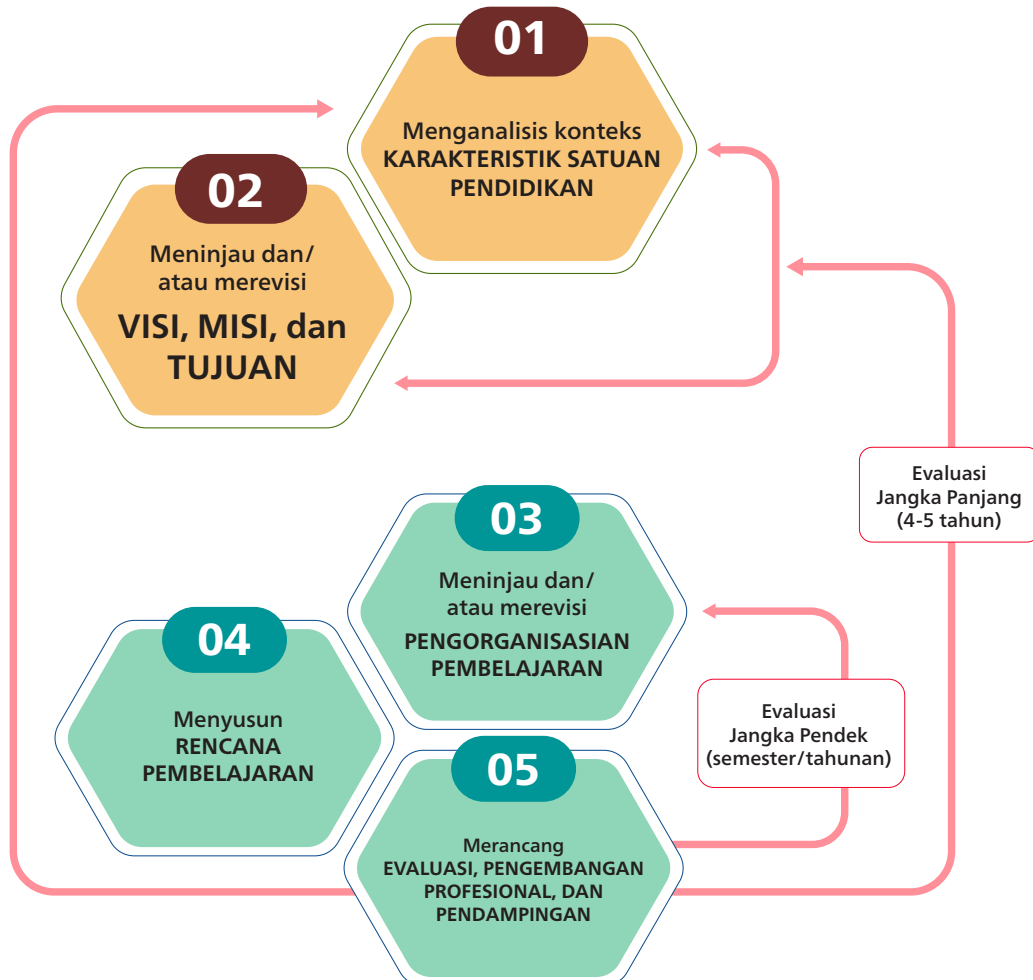 01
Menganalisis konteks
KARAKTERISTIK SATUAN
PENDIDIKAN
02
Meninjau dan/
atau merevisi
VISI, MISI, dan
TUJUAN
Evaluasi
Jangka Panjang
(4-5 tahun)
03
Meninjau dan/
atau merevisi
PENGORGANISASIAN
PEMBELAJARAN
04
Menyusun
RENCANA
PEMBELAJARAN
Evaluasi
Jangka Pendek
(semester/tahunan)
05
Merancang
EVALUASI, PENGEMBANGAN
PROFESIONAL, DAN
PENDAMPINGAN